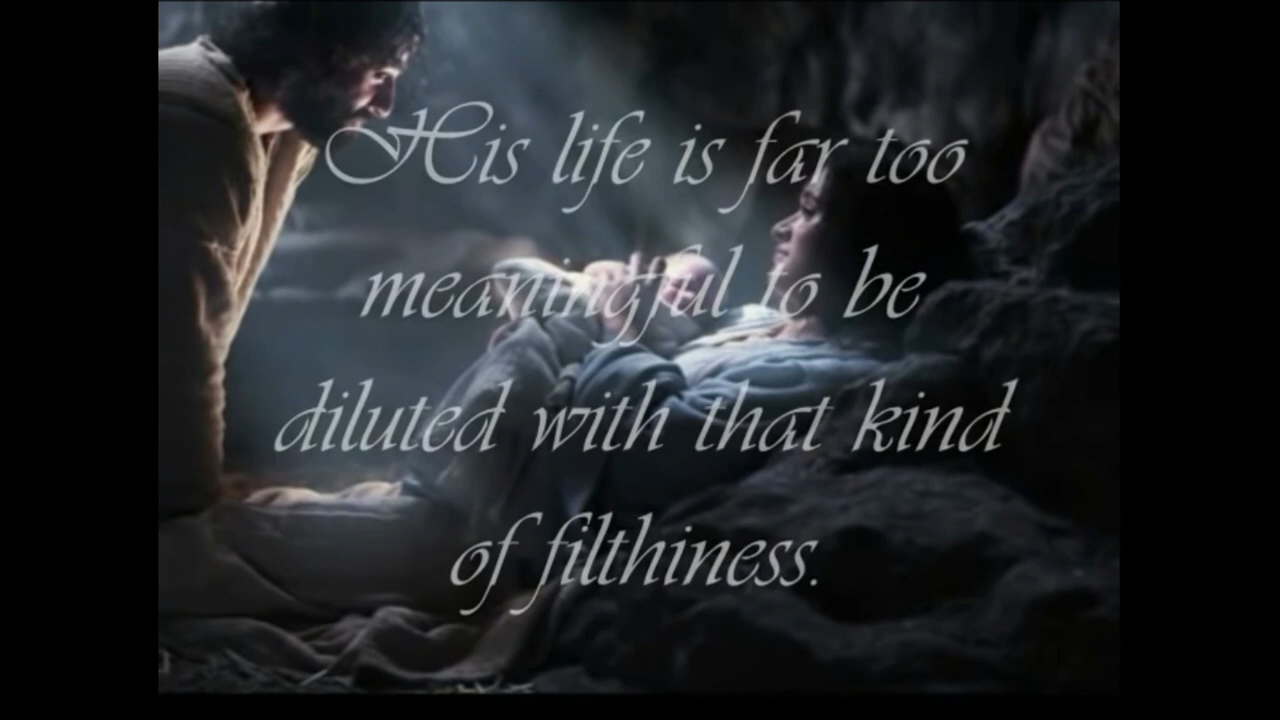 His life is far too
meaningful to be
diluted with that kind
of filthiness.